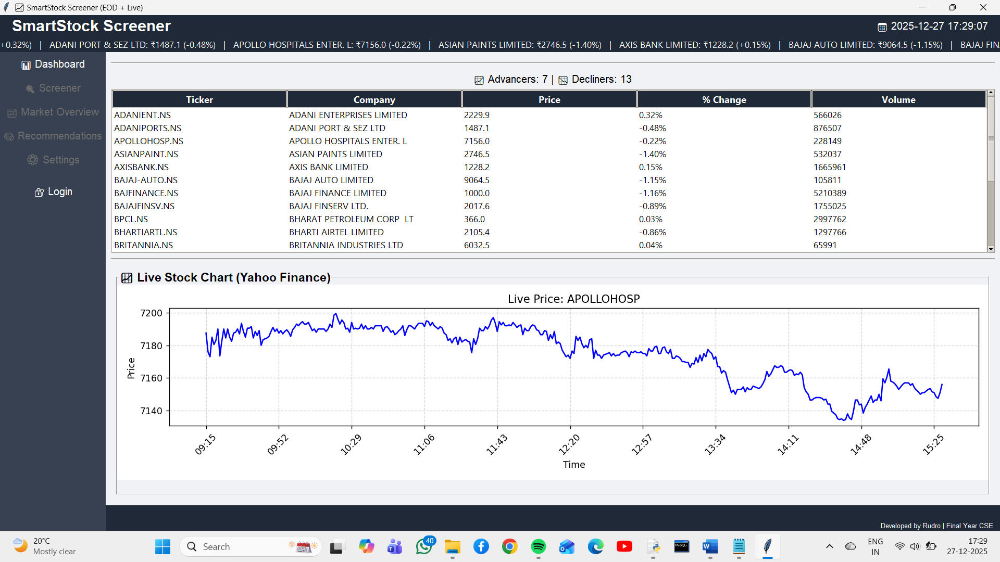 SmartStock Screener (EOD + Live)
SmartStock Screener
2025-12-27 17:29:07
+0.32%) | ADANI PORT & SEZ LTD: ₹1487.1 (-0.48%) | APOLLO HOSPITALS ENTER. L: ₹7156.0 (-0.22%) | ASIAN PAINTS LIMITED: ₹2746.5 (-1.40%) | AXIS BANK LIMITED: ₹1228.2 (+0.15%) | BAJAJ AUTO LIMITED: ₹9064.5 (-1.15%) | BAJAJ FIN
Dashboard
Screener
Market Overview
Recommendations
Settings
Login
Advancers: 7 | Decliners: 13
Ticker Company Price % Change Volume
ADANIENT.NS ADANI ENTERPRISES LIMITED 2229.9 0.32% 566026
ADANIPORTS.NS ADANI PORT & SEZ LTD 1487.1 -0.48% 876507
APOLLOHOSP.NS APOLLO HOSPITALS ENTER. L 7156.0 -0.22% 228149
ASIANPAINT.NS ASIAN PAINTS LIMITED 2746.5 -1.40% 532037
AXISBANK.NS AXIS BANK LIMITED 1228.2 0.15% 1665961
BAJAJ-AUTO.NS BAJAJ AUTO LIMITED 9064.5 -1.15% 105811
BAJFINANCE.NS BAJAJ FINANCE LIMITED 1000.0 -1.16% 5210389
BAJAJFINSV.NS BAJAJ FINSERV LTD. 2017.6 -0.89% 1755025
BPCL.NS BHARAT PETROLEUM CORP  LT 366.0 0.03% 2997762
BHARTIARTL.NS BHARTI AIRTEL LIMITED 2105.4 -0.86% 1297766
BRITANNIA.NS BRITANNIA INDUSTRIES LTD 6032.5 0.04% 65991
Live Stock Chart (Yahoo Finance)
Live Price: APOLLOHOSP
7200
7180
7160
7140
Price
09:15 09:52 10:29 11:06 11:43 12:20 12:57 13:34 14:11 14:48 15:25
Time
Developed by Rudro | Final Year CSE
20°C
Mostly clear
Search
40
MySQL
ENG
IN
17:29
27-12-2025